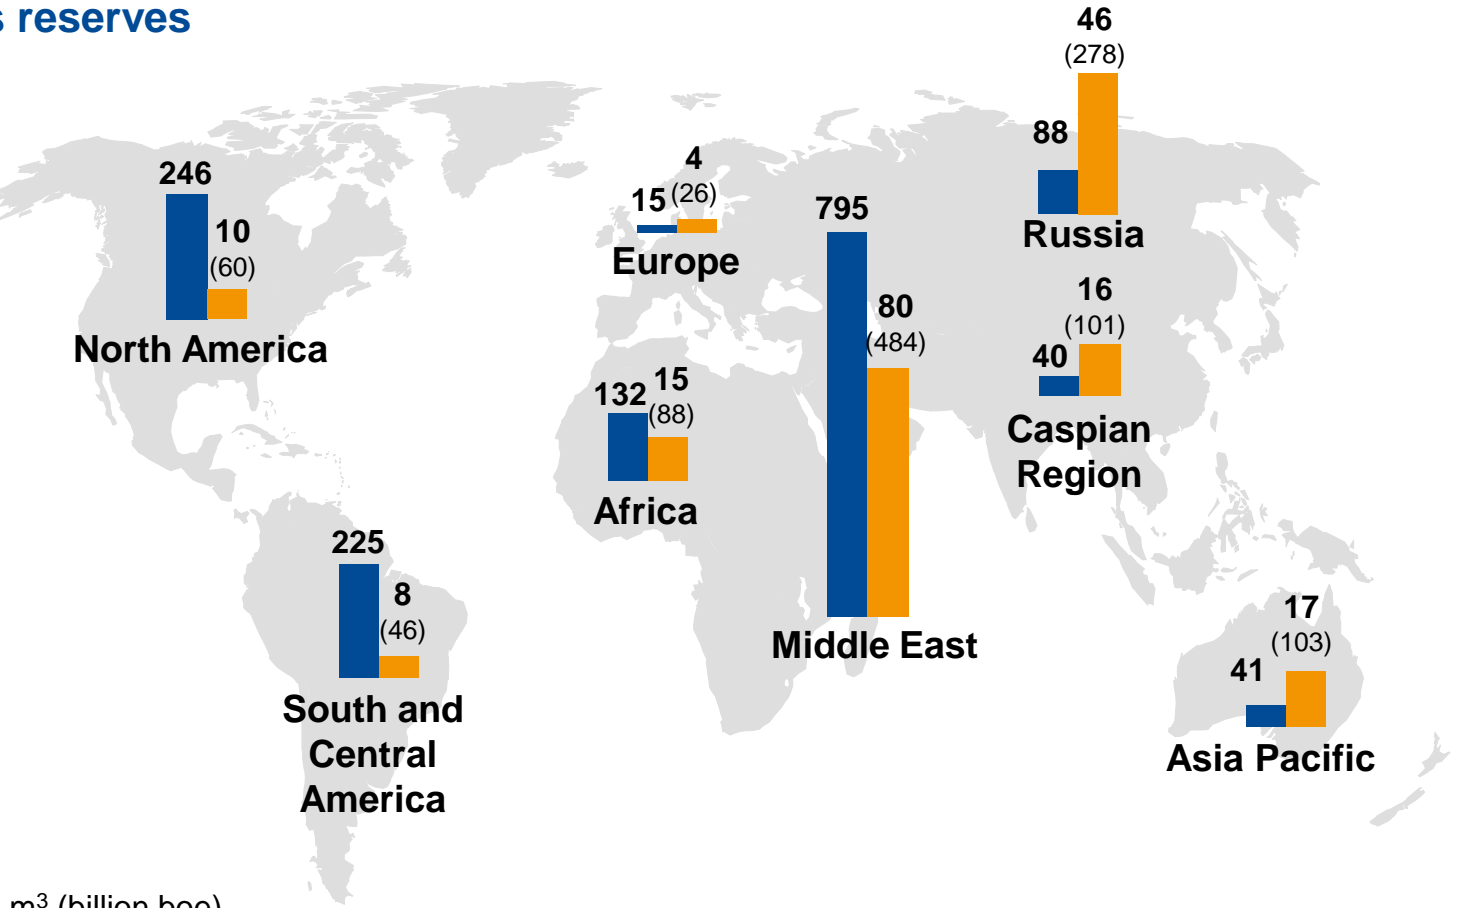 reserves
46
(278)
88
Russia
246
10
(60)
North America
4
15 (26)
Europe
795
80
(484)
Middle East
16
(101)
40
Caspian
Region
132 15
(88)
Africa
225
8
(46)
South and
Central
America
17
(103)
41
Asia Pacific
m³ (billion boe)